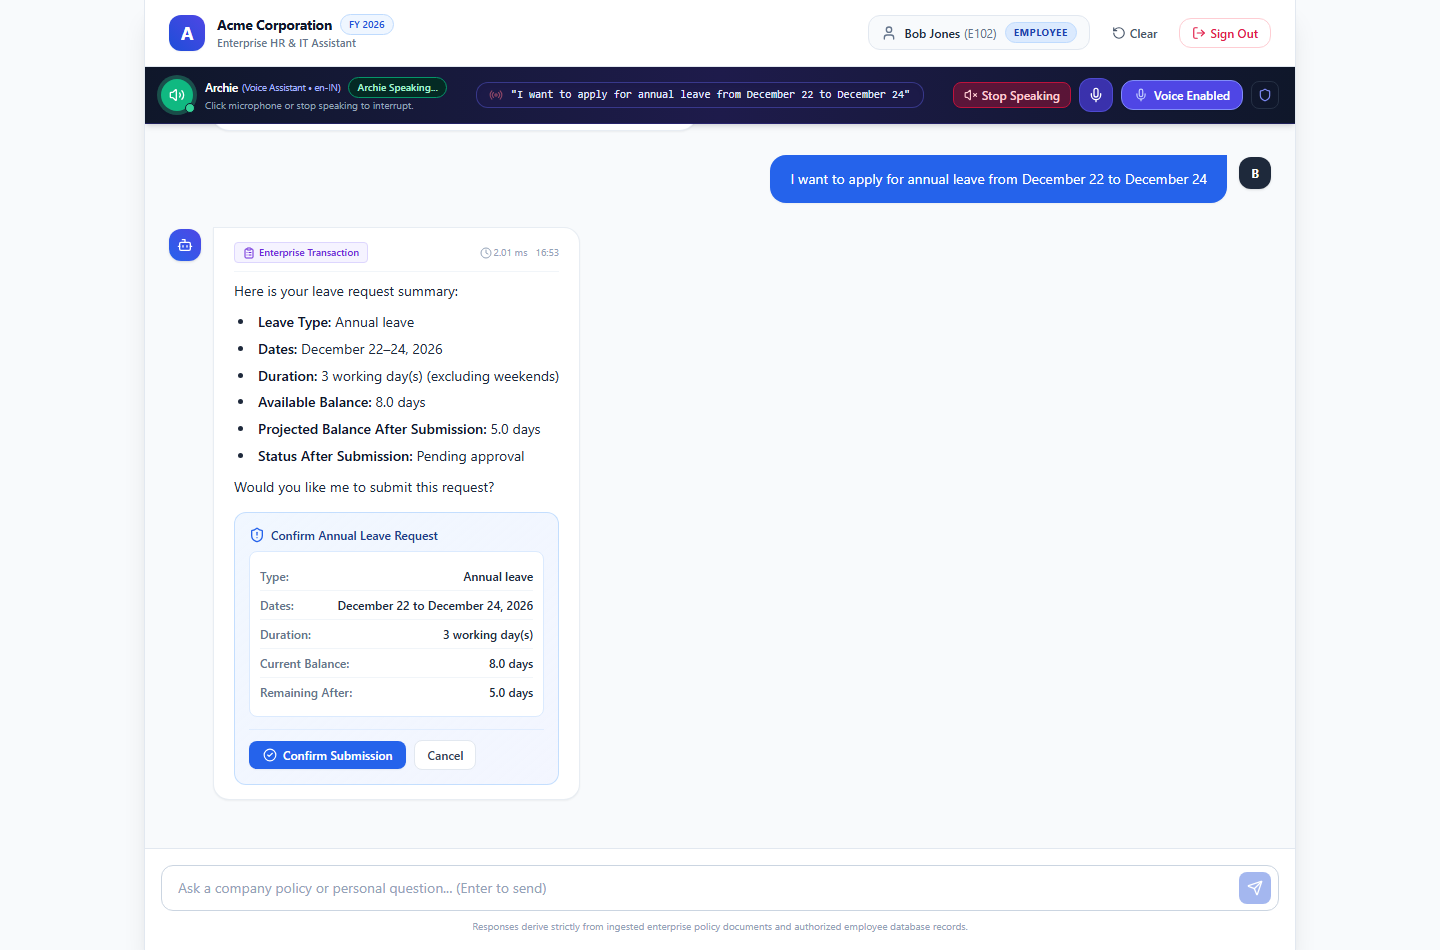 A
Acme Corporation FY 2026
Enterprise HR & IT Assistant
Bob Jones (E102) EMPLOYEE
Clear
Sign Out
Archie (Voice Assistant • en-IN) Archie Speaking...
Click microphone or stop speaking to interrupt.
"I want to apply for annual leave from December 22 to December 24"
Stop Speaking
Voice Enabled
I want to apply for annual leave from December 22 to December 24
B
Enterprise Transaction 2.01 ms 16:53
Here is your leave request summary:
• Leave Type: Annual leave
• Dates: December 22–24, 2026
• Duration: 3 working day(s) (excluding weekends)
• Available Balance: 8.0 days
• Projected Balance After Submission: 5.0 days
• Status After Submission: Pending approval
Would you like me to submit this request?
Confirm Annual Leave Request
Type: Annual leave
Dates: December 22 to December 24, 2026
Duration: 3 working day(s)
Current Balance: 8.0 days
Remaining After: 5.0 days
Confirm Submission Cancel
Ask a company policy or personal question... (Enter to send)
Responses derive strictly from ingested enterprise policy documents and authorized employee database records.